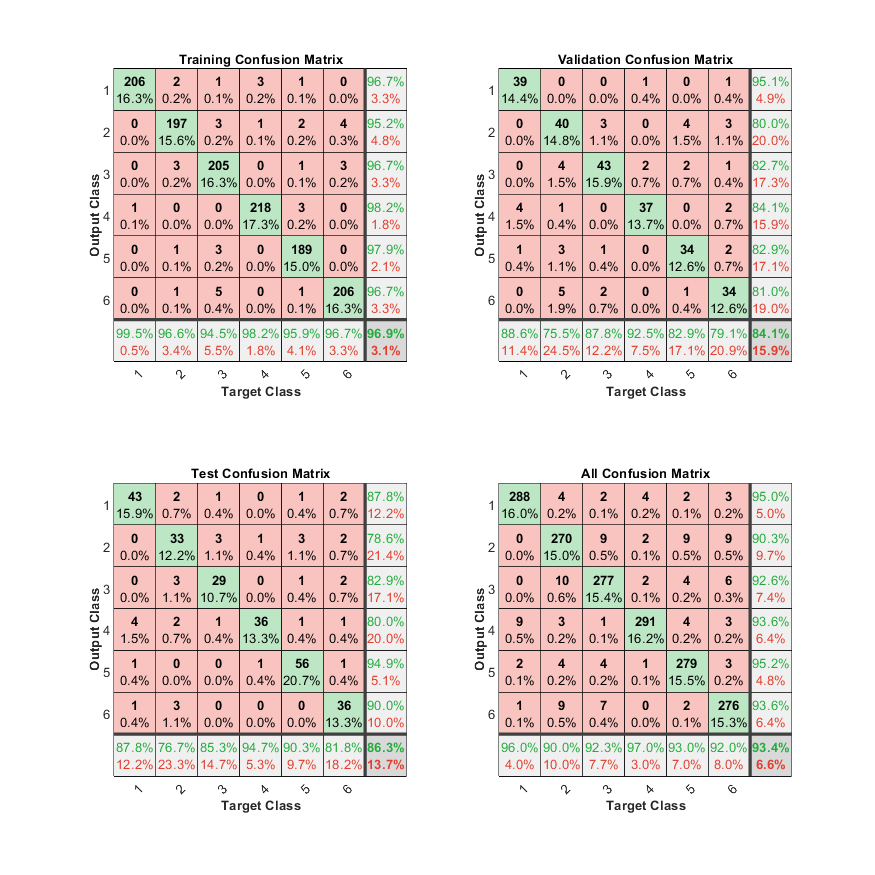 Training Confusion Matrix
206 2 1 3 1 0 96.7%
1
16.3% 0.2% 0.1% 0.2% 0.1% 0.0% 3.3%
0 197 3 1 2 4 95.2%
2
0.0% 15.6% 0.2% 0.1% 0.2% 0.3% 4.8%
0 3 205 0 1 3 96.7%
3
0.0% 0.2% 16.3% 0.0% 0.1% 0.2% 3.3%
1 0 0 218 3 0 98.2%
4
0.1% 0.0% 0.0% 17.3% 0.2% 0.0% 1.8%
0 1 3 0 189 0 97.9%
5
0.0% 0.1% 0.2% 0.0% 15.0% 0.0% 2.1%
0 1 5 0 1 206 96.7%
6
0.0% 0.1% 0.4% 0.0% 0.1% 16.3% 3.3%
99.5% 96.6% 94.5% 98.2% 95.9% 96.7% 96.9%
0.5% 3.4% 5.5% 1.8% 4.1% 3.3% 3.1%
1 2 3 4 5 6
Target Class
Output Class
Validation Confusion Matrix
39 0 0 1 0 1 95.1%
1
14.4% 0.0% 0.0% 0.4% 0.0% 0.4% 4.9%
0 40 3 0 4 3 80.0%
2
0.0% 14.8% 1.1% 0.0% 1.5% 1.1% 20.0%
0 4 43 2 2 1 82.7%
3
0.0% 1.5% 15.9% 0.7% 0.7% 0.4% 17.3%
4 1 0 37 0 2 84.1%
4
1.5% 0.4% 0.0% 13.7% 0.0% 0.7% 15.9%
1 3 1 0 34 2 82.9%
5
0.4% 1.1% 0.4% 0.0% 12.6% 0.7% 17.1%
0 5 2 0 1 34 81.0%
6
0.0% 1.9% 0.7% 0.0% 0.4% 12.6% 19.0%
88.6% 75.5% 87.8% 92.5% 82.9% 79.1% 84.1%
11.4% 24.5% 12.2% 7.5% 17.1% 20.9% 15.9%
1 2 3 4 5 6
Target Class
Output Class
Test Confusion Matrix
43 2 1 0 1 2 87.8%
1
15.9% 0.7% 0.4% 0.0% 0.4% 0.7% 12.2%
0 33 3 1 3 2 78.6%
2
0.0% 12.2% 1.1% 0.4% 1.1% 0.7% 21.4%
0 3 29 0 1 2 82.9%
3
0.0% 1.1% 10.7% 0.0% 0.4% 0.7% 17.1%
4 2 1 36 1 1 80.0%
4
1.5% 0.7% 0.4% 13.3% 0.4% 0.4% 20.0%
1 0 0 1 56 1 94.9%
5
0.4% 0.0% 0.0% 0.4% 20.7% 0.4% 5.1%
1 3 0 0 0 36 90.0%
6
0.4% 1.1% 0.0% 0.0% 0.0% 13.3% 10.0%
87.8% 76.7% 85.3% 94.7% 90.3% 81.8% 86.3%
12.2% 23.3% 14.7% 5.3% 9.7% 18.2% 13.7%
1 2 3 4 5 6
Target Class
Output Class
All Confusion Matrix
288 4 2 4 2 3 95.0%
1
16.0% 0.2% 0.1% 0.2% 0.1% 0.2% 5.0%
0 270 9 2 9 9 90.3%
2
0.0% 15.0% 0.5% 0.1% 0.5% 0.5% 9.7%
0 10 277 2 4 6 92.6%
3
0.0% 0.6% 15.4% 0.1% 0.2% 0.3% 7.4%
9 3 1 291 4 3 93.6%
4
0.5% 0.2% 0.1% 16.2% 0.2% 0.2% 6.4%
2 4 4 1 279 3 95.2%
5
0.1% 0.2% 0.2% 0.1% 15.5% 0.2% 4.8%
1 9 7 0 2 276 93.6%
6
0.1% 0.5% 0.4% 0.0% 0.1% 15.3% 6.4%
96.0% 90.0% 92.3% 97.0% 93.0% 92.0% 93.4%
4.0% 10.0% 7.7% 3.0% 7.0% 8.0% 6.6%
1 2 3 4 5 6
Target Class
Output Class